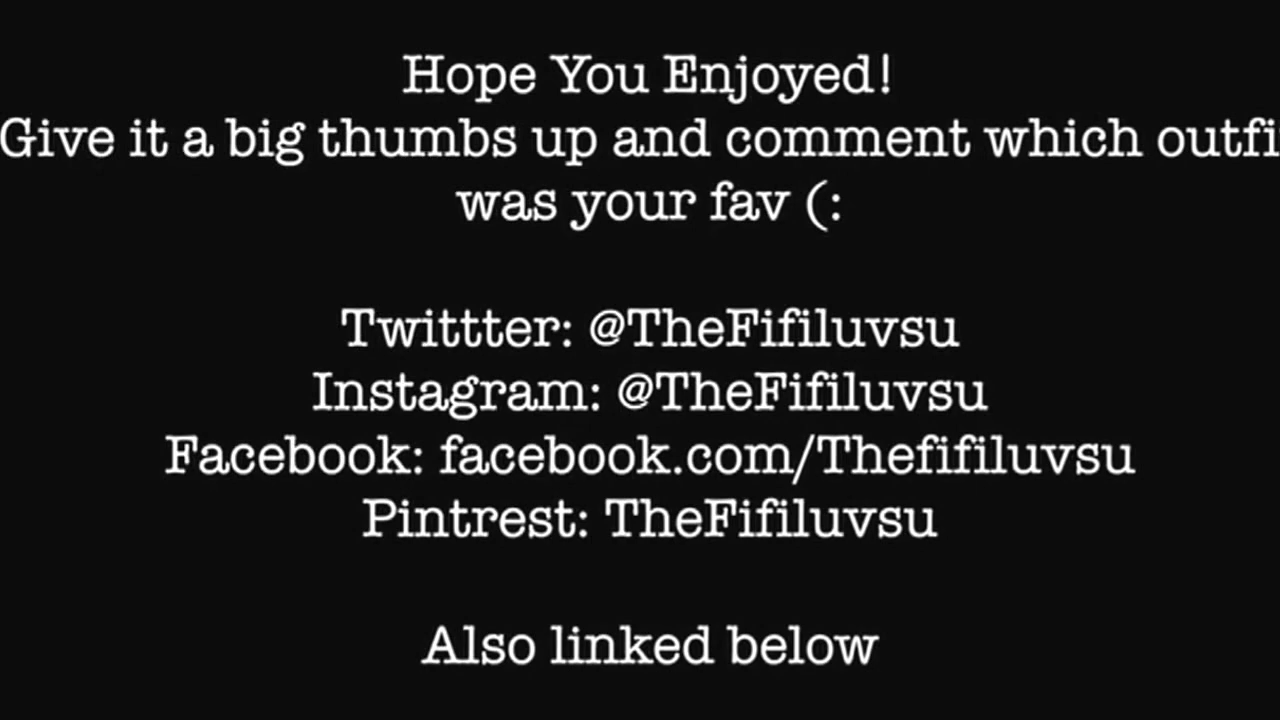 Hope You Enjoyed!
Give it a big thumbs up and comment which outfi
was your fav (:
Twittter: @TheFifiluvsu
Instagram: @TheFifiluvsu
Facebook: facebook.com/Thefifiluvsu
Pintrest: TheFifiluvsu
Also linked below